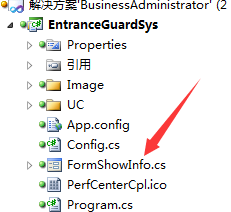 解决方案'BusinessAdministrator' (2
EntranceGuardSys
Properties
引用
Image
UC
App.config
Config.cs
FormShowInfo.cs
PerfCenterCpl.ico
Program.cs